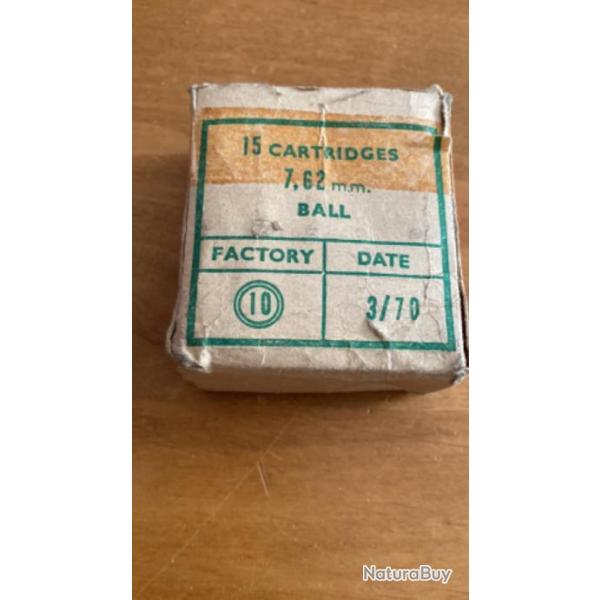 15 CARTRIDGES
7,62 m.m.
BALL
FACTORY DATE
10 3/70
NaturaBuy